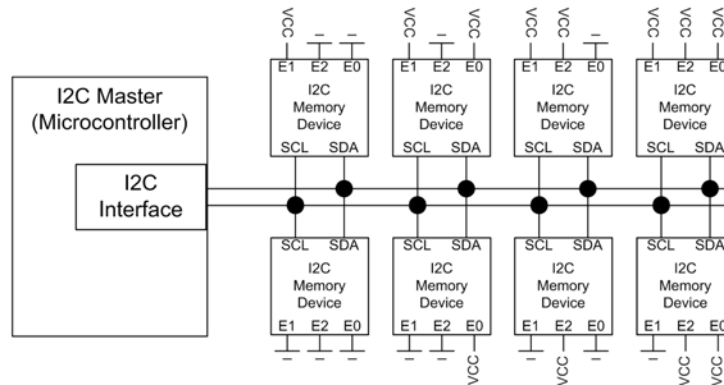 VCC VCC VCC VCC VCC VCC VCC VCC
E1 E2 E0 E1 E2 E0 E1 E2 E0 E1 E2 E0
I2C Master
(Microcontroller)
I2C
Memory
Device
I2C
Memory
Device
I2C
Memory
Device
I2C
Memory
Device
SCL SDA SCL SDA SCL SDA SCL SDA
I2C
Interface
SCL SDA SCL SDA SCL SDA SCL SDA
I2C
Memory
Device
I2C
Memory
Device
I2C
Memory
Device
I2C
Memory
Device
E1 E2 E0 E1 E2 E0 E1 E2 E0 E1 E2 E0
VCC VCC VCC VCC